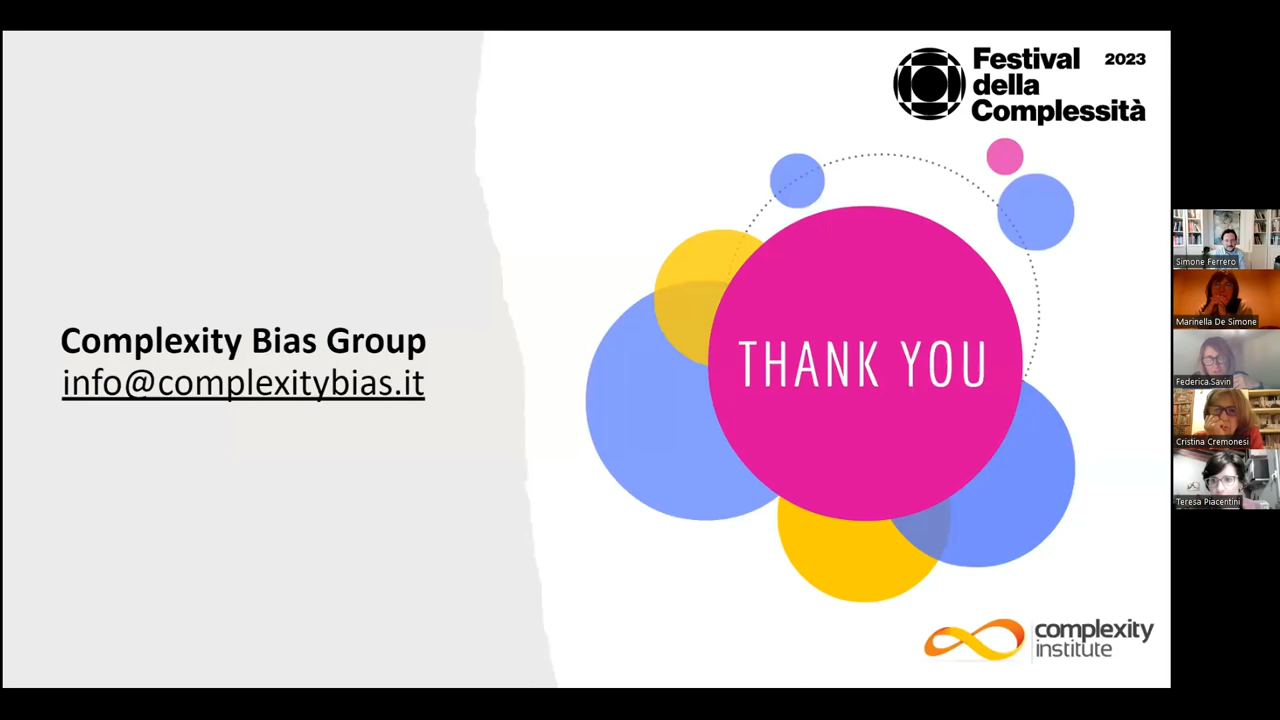 Festival 2023
della
Complessità
THANK YOU
Complexity Bias Group
info@complexitybias.it
complexity
institute
Simone Ferrero
Marinella De Simone
Federica.Savin
Cristina Cremonesi
Teresa Piacentini